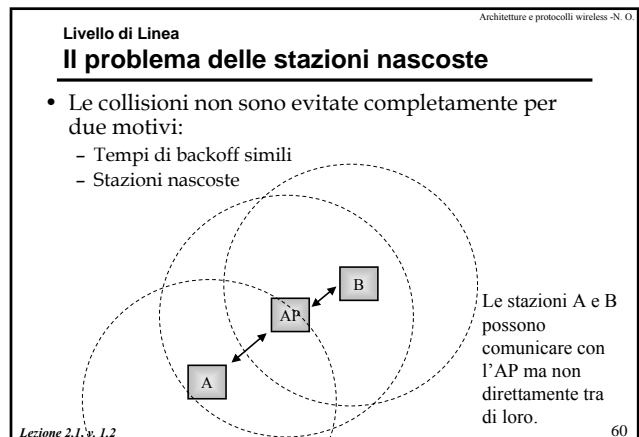 Architetture e protocolli wireless -N. O.
Livello di Linea
Il problema delle stazioni nascoste
• Le collisioni non sono evitate completamente per
due motivi:
– Tempi di backoff simili
– Stazioni nascoste
B
AP
A
Le stazioni A e B
possono
comunicare con
l'AP ma non
direttamente tra
di loro.
Lezione 2.1, v. 1.2
60